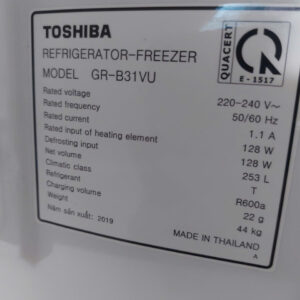 TOSHIBA
REFRIGERATOR-FREEZER
MODEL GR-B31VU
Rated voltage 220-240 V~
Rated frequency 50/60 Hz
Rated current 1.1 A
Rated input of heating element 128 W
Defrosting input 128 W
Net volume 253 L
Climatic class T
Refrigerant R600a
Charging volume 22 g
Weight 44 kg
Năm sản xuất: 2019
MADE IN THAILAND
A
QUACERT
E - 1517